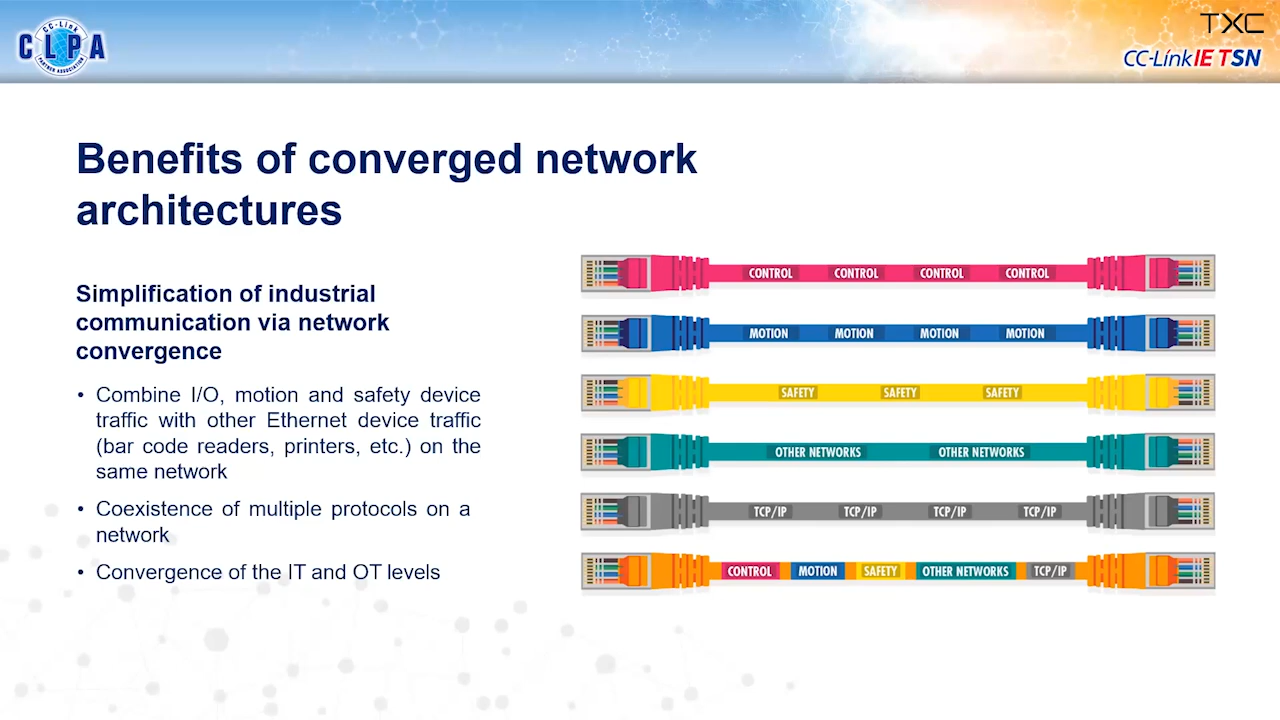 CC-Link
CLPA
PARTNER ASSOCIATION
TXC
CC-Link IE TSN
Benefits of converged network
architectures
Simplification of industrial
communication via network
convergence
• Combine I/O, motion and safety device
traffic with other Ethernet device traffic
(bar code readers, printers, etc.) on the
same network
• Coexistence of multiple protocols on a
network
• Convergence of the IT and OT levels
CONTROL CONTROL CONTROL CONTROL
MOTION MOTION MOTION MOTION
SAFETY SAFETY SAFETY
OTHER NETWORKS OTHER NETWORKS
TCP/IP TCP/IP TCP/IP TCP/IP
CONTROL MOTION SAFETY OTHER NETWORKS TCP/IP